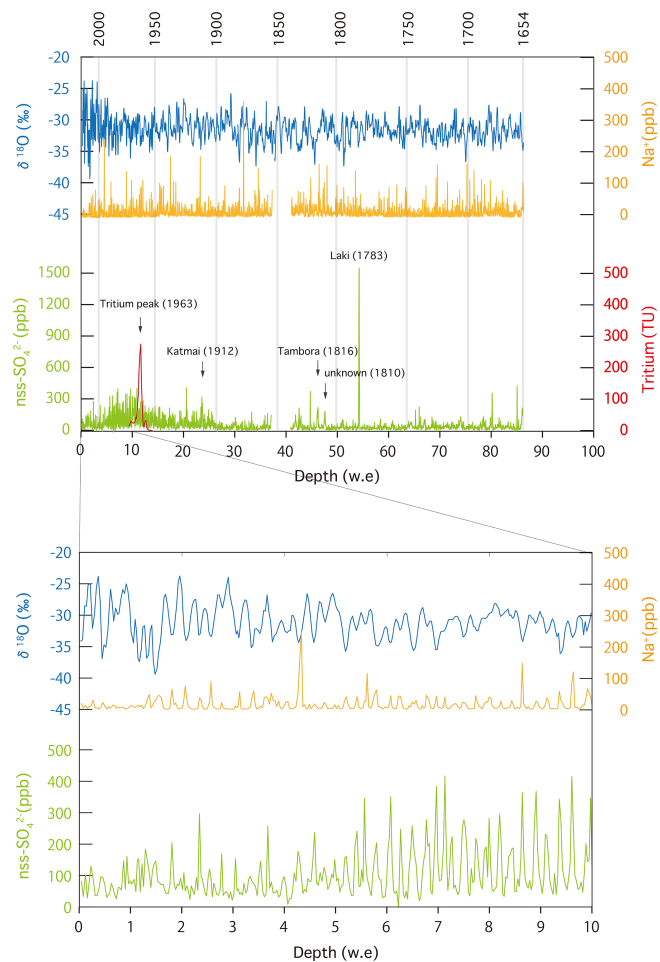 2000 1950 1900 1850 1800 1750 1700 1654
-20
-25
-30
-35
-40
-45
δ ¹⁸O (‰)
500
400
300
200
100
0
Na⁺(ppb)
1500
1200
900
600
300
0
nss-SO₄²⁻(ppb)
Laki (1783)
Tritium peak (1963)
Katmai (1912)
Tambora (1816)
unknown (1810)
500
400
300
200
100
0
Tritium (TU)
0 10 20 30 40 50 60 70 80 90 100
Depth (w.e)
-20
-25
-30
-35
-40
-45
δ ¹⁸O (‰)
500
400
300
200
100
0
Na⁺(ppb)
500
400
300
200
100
0
nss-SO₄²⁻(ppb)
0 1 2 3 4 5 6 7 8 9 10
Depth (w.e)